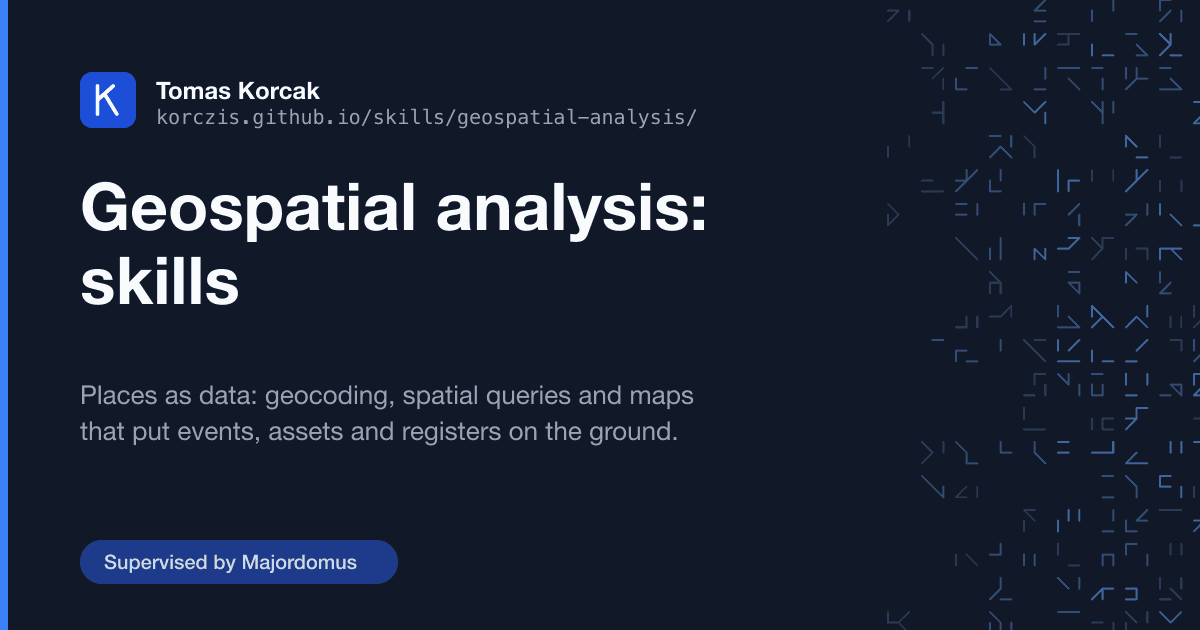 K
Tomas Korcak
korczis.github.io/skills/geospatial-analysis/
Geospatial analysis:
skills
Places as data: geocoding, spatial queries and maps
that put events, assets and registers on the ground.
Supervised by Majordomus